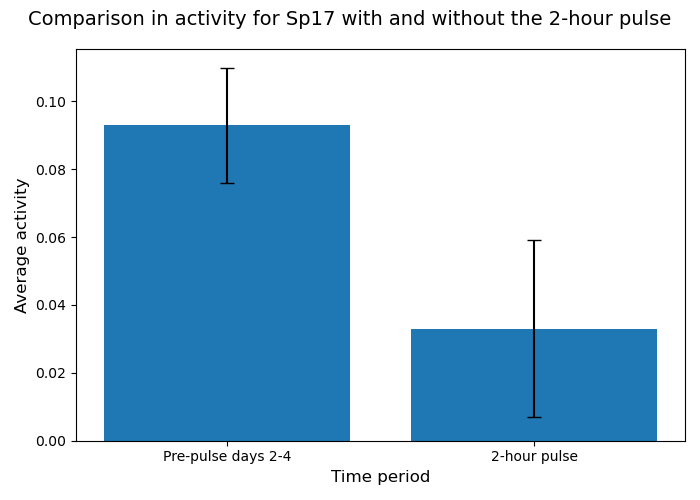 Comparison in activity for Sp17 with and without the 2-hour pulse
0.10
0.08
0.06
0.04
0.02
0.00
Average activity
Pre-pulse days 2-4
2-hour pulse
Time period